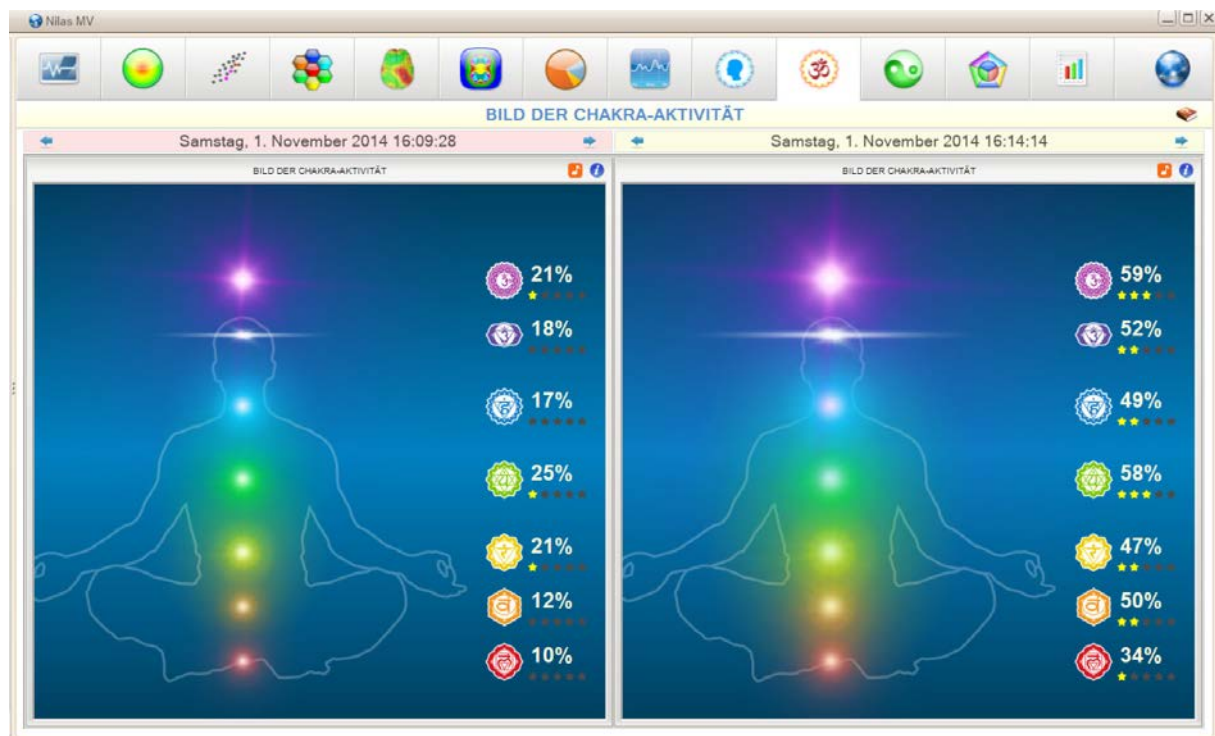 Nilas MV
BILD DER CHAKRA-AKTIVITÄT
Samstag, 1. November 2014 16:09:28
BILD DER CHAKRA-AKTIVITÄT
21%
18%
17%
25%
21%
12%
10%
Samstag, 1. November 2014 16:14:14
BILD DER CHAKRA-AKTIVITÄT
59%
52%
49%
58%
47%
50%
34%